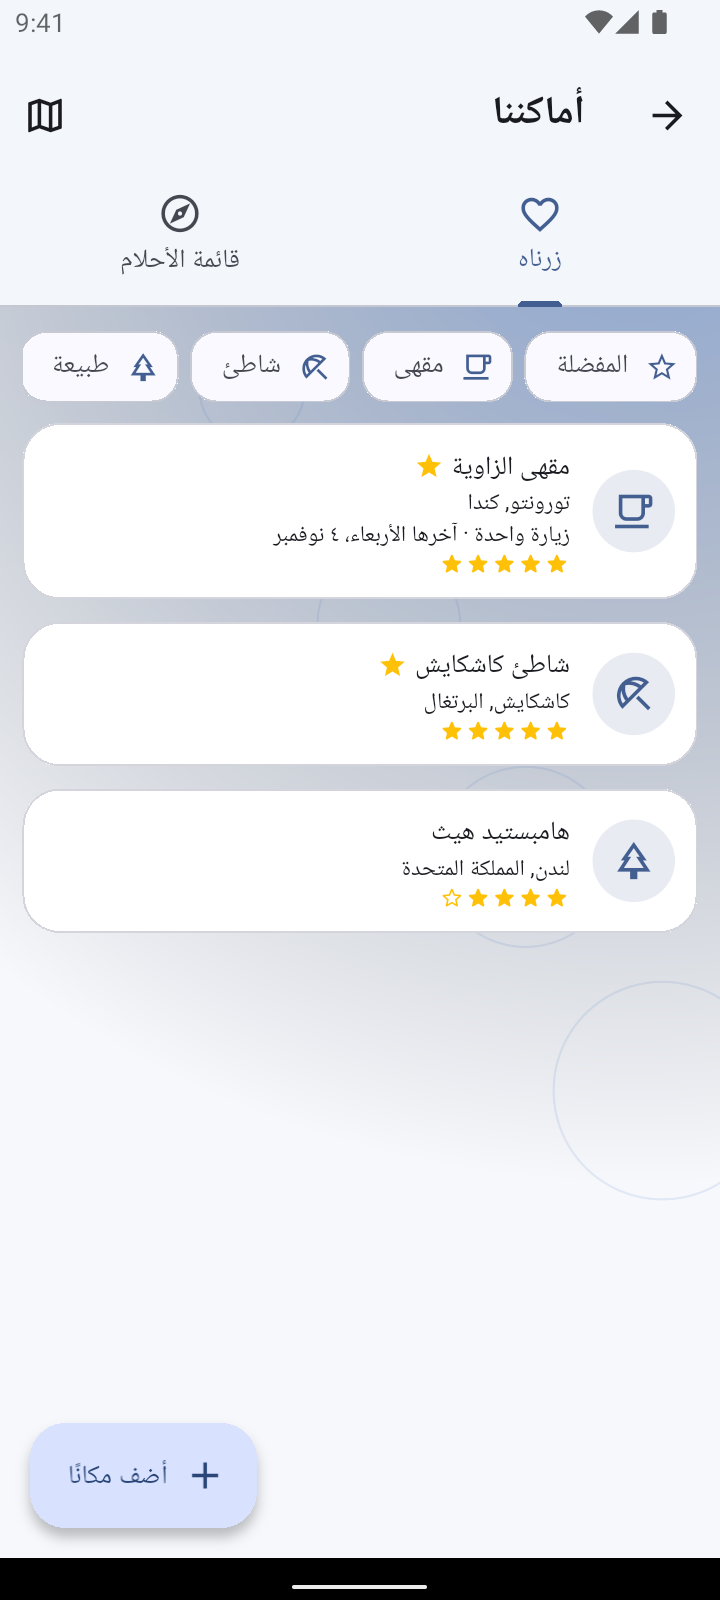 9:41
أماكننا
زرناه
قائمة الأحلام
المفضلة
مقهى
شاطئ
طبيعة
مقهى الزاوية
تورونتو, كندا
زيارة واحدة · آخرها الأربعاء، ٤ نوفمبر
شاطئ كاشكايش
كاشكايش, البرتغال
هامبستيد هيث
لندن, المملكة المتحدة
أضف مكانًا